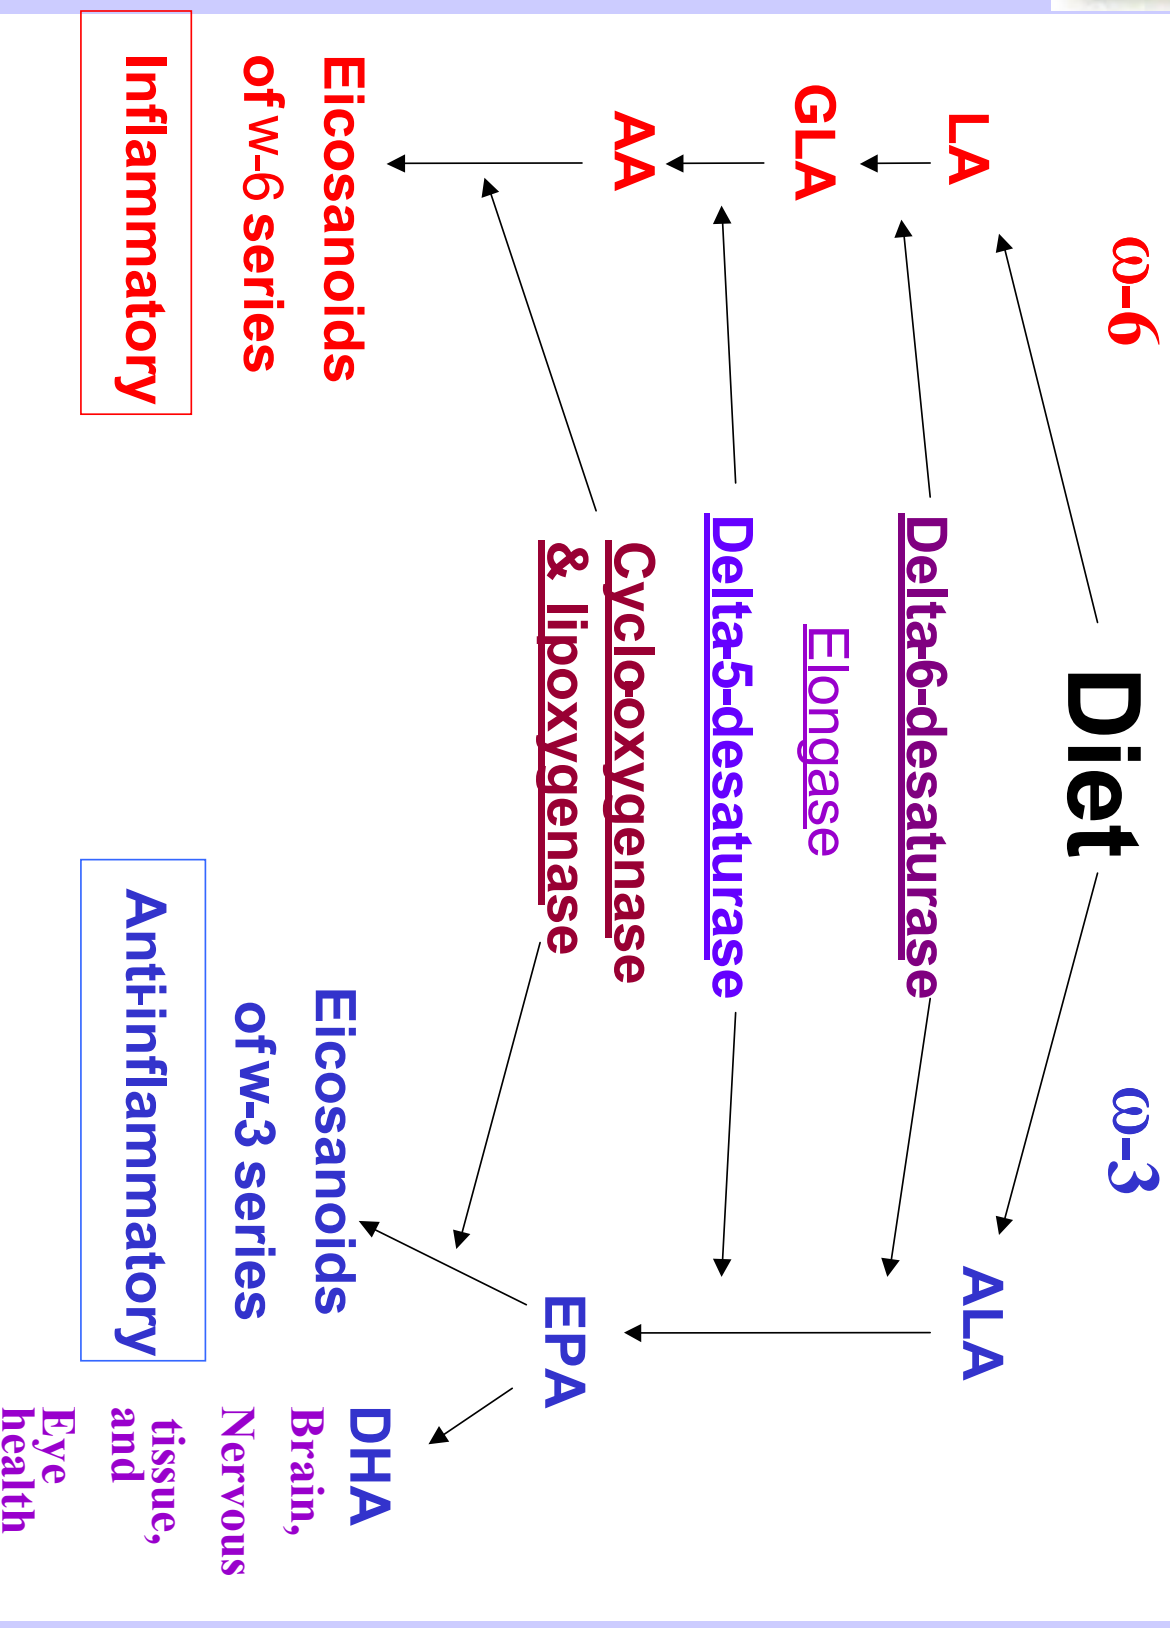 ω-6
Diet
ω-3
LA
Delta-6-desaturase
ALA
GLA
Elongase
Delta-5-desaturase
AA
Cyclo-oxygenase
& lipoxygenase
EPA
Eicosanoids
of w-6 series
Eicosanoids
of w-3 series
DHA
Brain,
Nervous
tissue,
and
Eye
health
Inflammatory
Anti-inflammatory